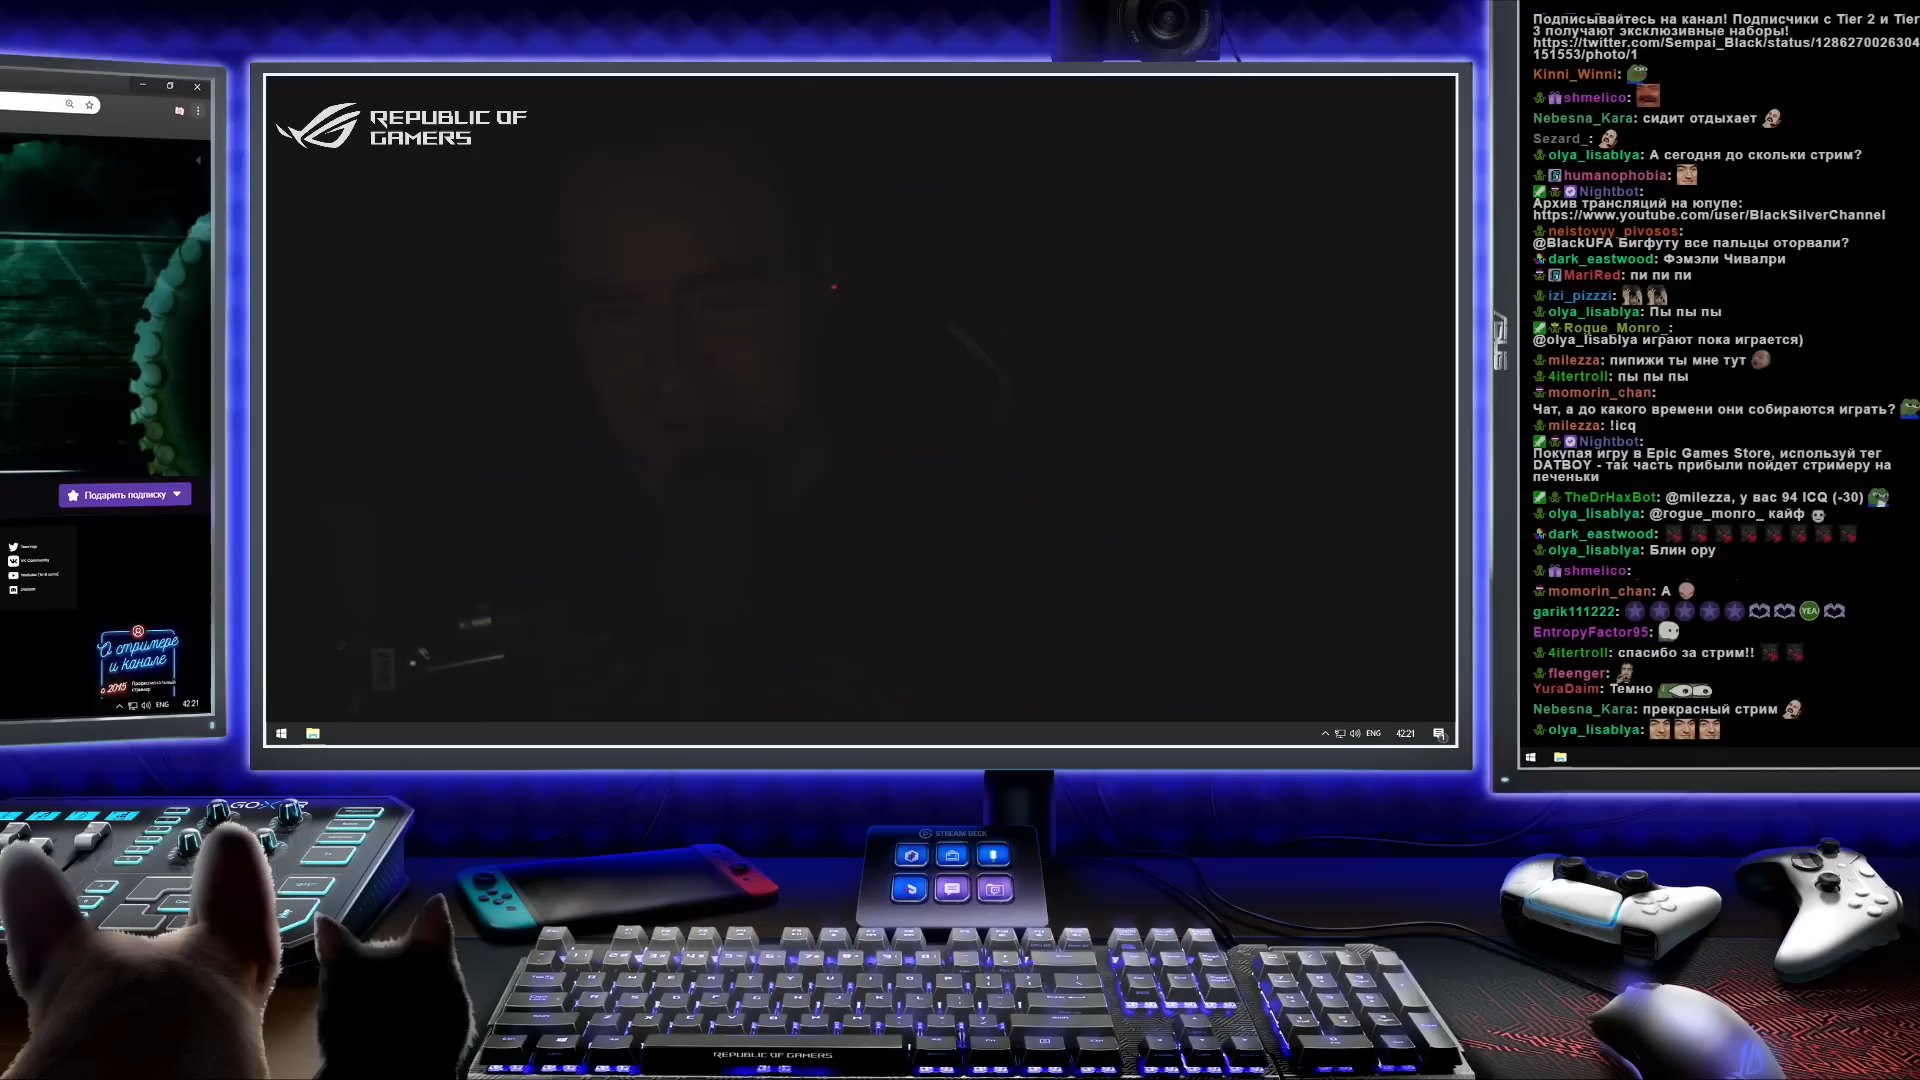 REPUBLIC OF
GAMERS
Подарить подписку
О стримере
и канале
с 2015
ENG
42:21
ENG
42:21
Подписывайтесь на канал! Подписчики с Tier 2 и Tier
3 получают эксклюзивные наборы!
https://twitter.com/Sempai_Black/status/1286270026304
151553/photo/1
Kinni_Winni:
shmelico:
Nebesna_Kara: сидит отдыхает
Sezard_:
olya_lisablya: А сегодня до скольки стрим?
humanophobia:
Nightbot:
Архив трансляций на юпупе:
https://www.youtube.com/user/BlackSilverChannel
neistovyy_pivosos:
@BlackUFA Бигфуту все пальцы оторвали?
dark_eastwood: Фэмэли Чивалри
MariRed: пи пи пи
izi_pizzzi:
olya_lisablya: Пы пы пы
Rogue_Monro_:
@olya_lisablya играют пока играется)
milezza: пипижи ты мне тут
4itertroll: пы пы пы
momorin_chan:
Чат, а до какого времени они собираются играть?
milezza: !icq
Nightbot:
Покупая игру в Epic Games Store, используй тег
DATBOY - так часть прибыли пойдет стримеру на
печеньки
TheDrHaxBot: @milezza, у вас 94 ICQ (-30)
olya_lisablya: @rogue_monro_ кайф
dark_eastwood:
olya_lisablya: Блин ору
shmelico:
momorin_chan: А
garik111222: YEA
EntropyFactor95:
4itertroll: спасибо за стрим!!
fleenger:
YuraDaim: Темно
Nebesna_Kara: прекрасный стрим
olya_lisablya:
STREAM DECK
REPUBLIC OF GAMERS